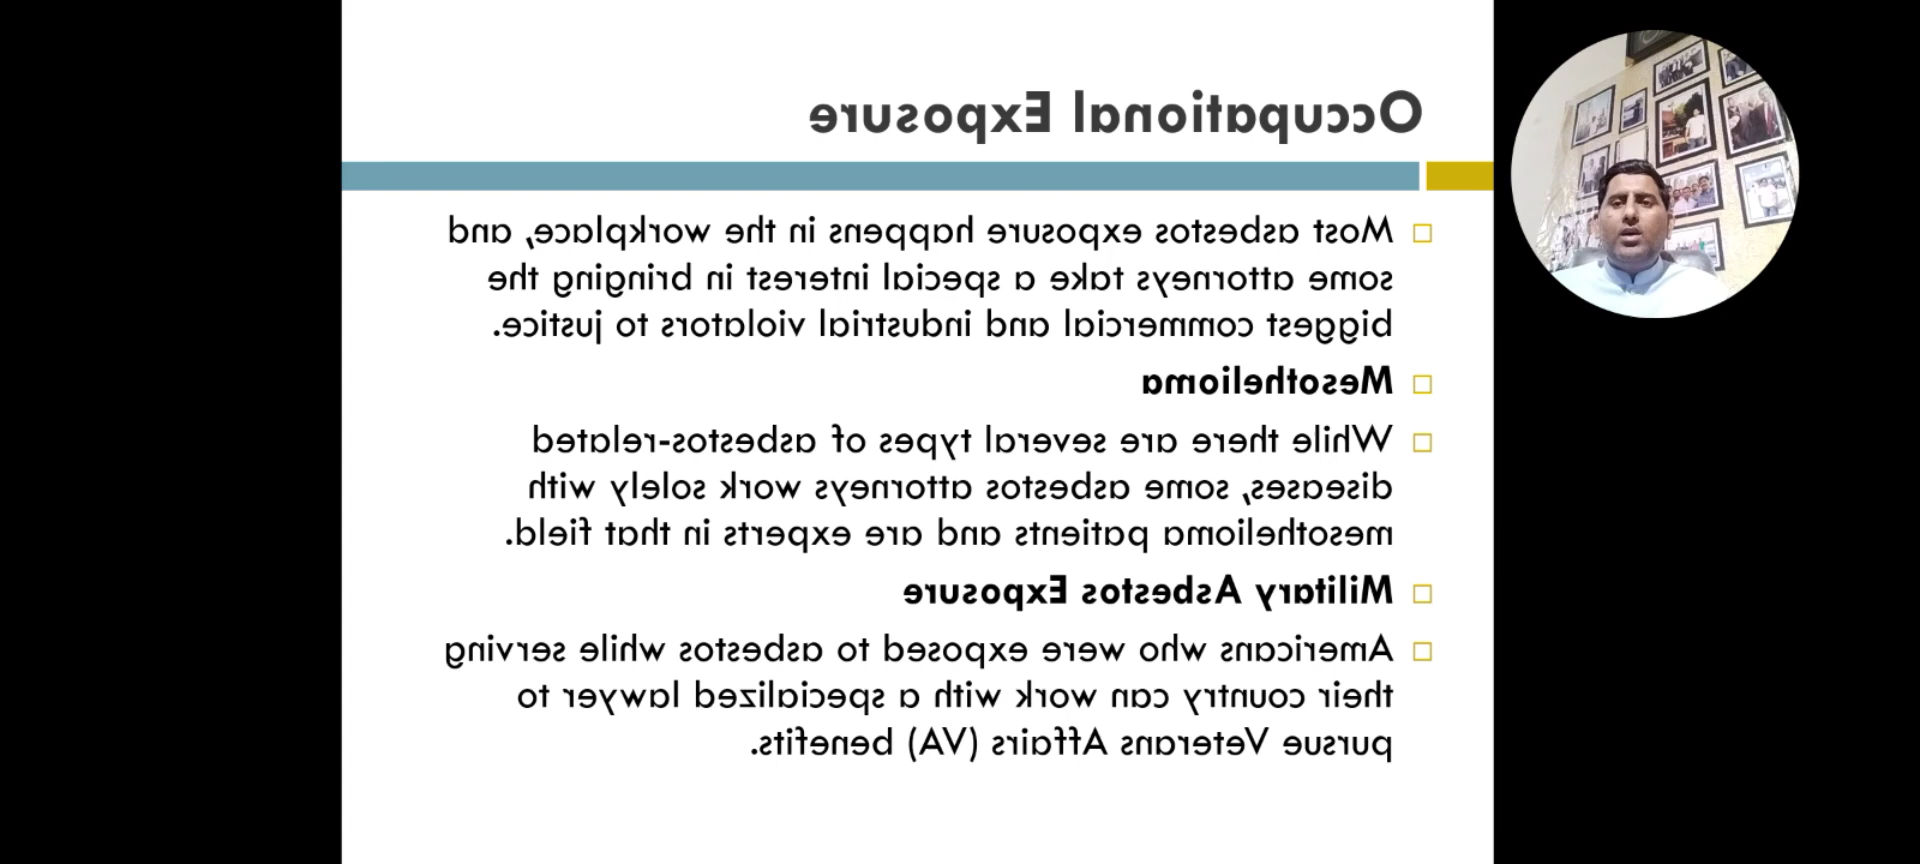 Occupational Exposure
Most asbestos exposure happens in the workplace, and
some attorneys take a special interest in bringing the
biggest commercial and industrial violators to justice.
Mesothelioma
While there are several types of asbestos-related
diseases, some asbestos attorneys work solely with
mesothelioma patients and are experts in that field.
Military Asbestos Exposure
Americans who were exposed to asbestos while serving
their country can work with a specialized lawyer to
pursue Veterans Affairs (VA) benefits.